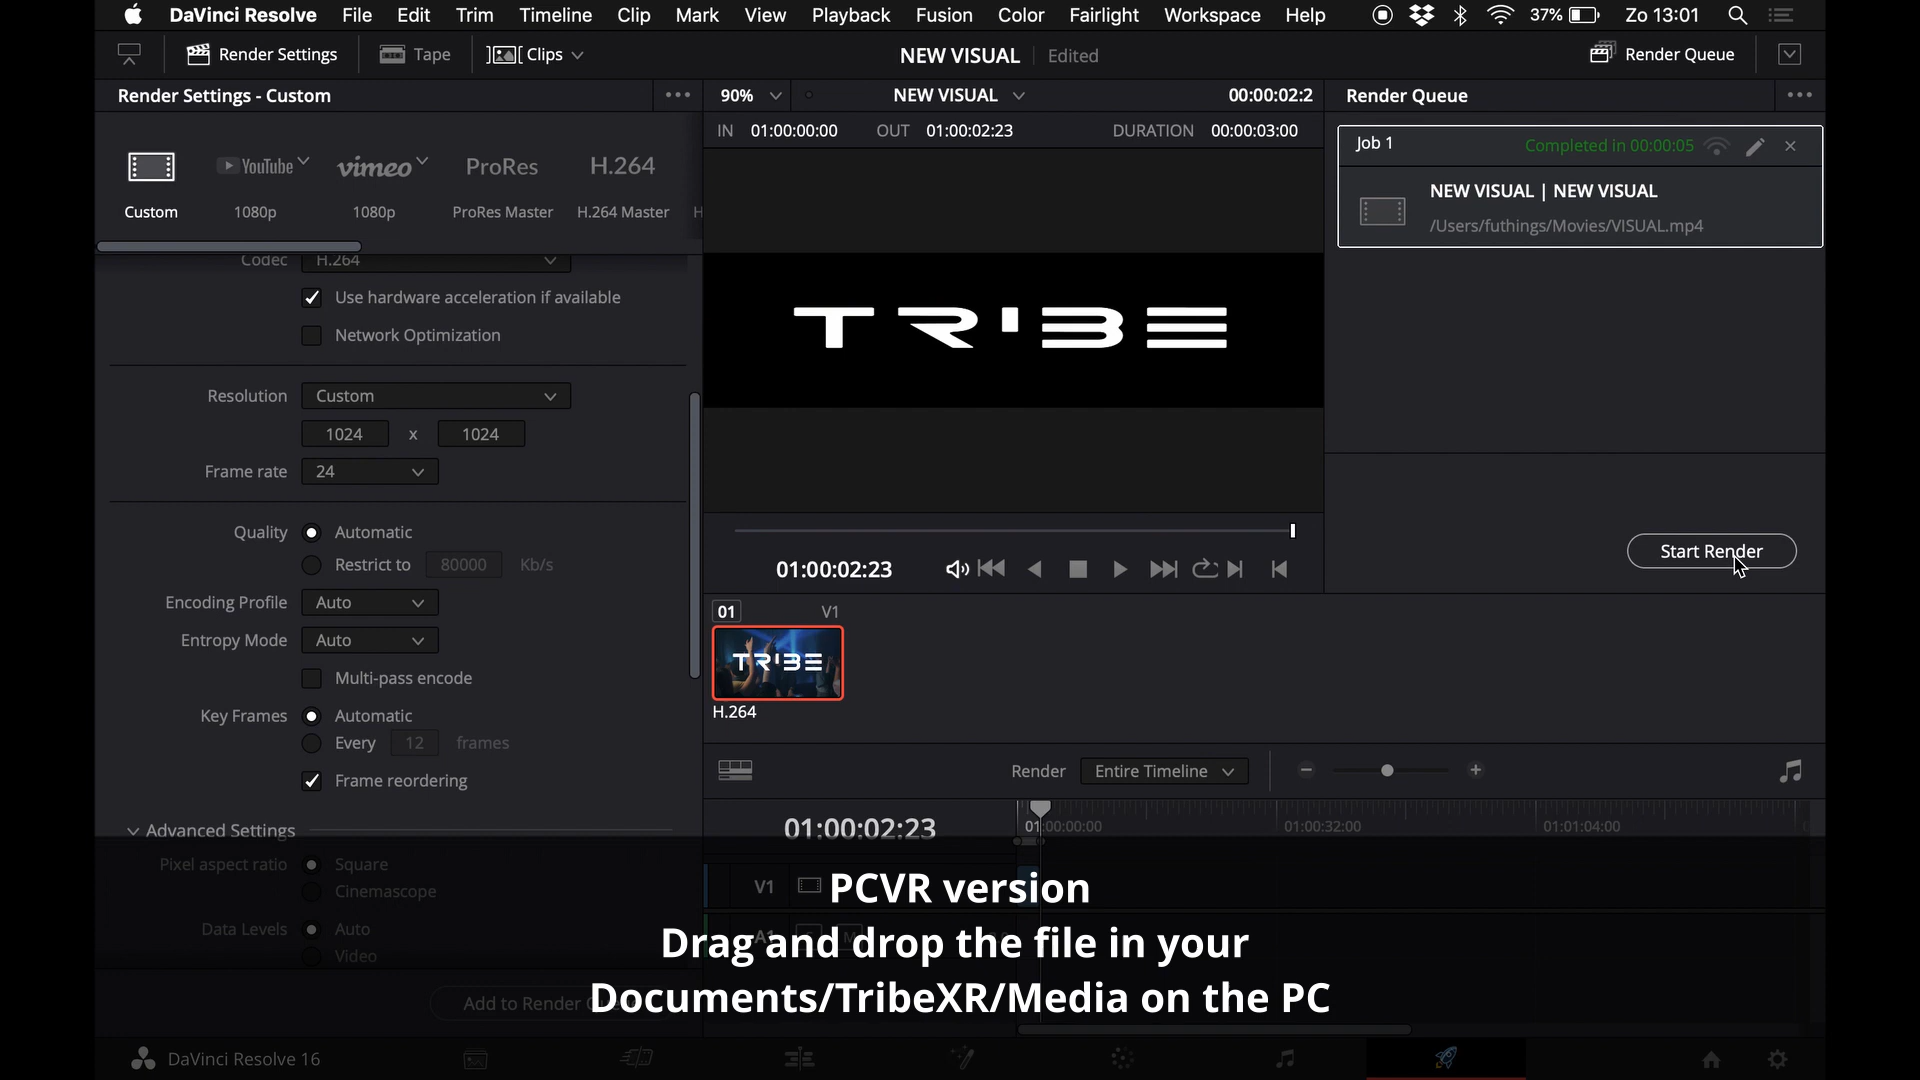 DaVinci Resolve File Edit Trim Timeline Clip Mark View Playback Fusion Color Fairlight Workspace Help 37% Zo 13:01
Render Settings Tape Clips NEW VISUAL Edited Render Queue
Render Settings - Custom
90% NEW VISUAL 00:00:02:2
Render Queue
IN 01:00:00:00 OUT 01:00:02:23 DURATION 00:00:03:00
YouTube vimeo ProRes H.264
Custom 1080p 1080p ProRes Master H.264 Master H
Job 1 Completed in 00:00:05
NEW VISUAL | NEW VISUAL
/Users/futhings/Movies/VISUAL.mp4
Codec H.264
Use hardware acceleration if available
Network Optimization
Resolution Custom
1024 x 1024
Frame rate 24
Quality Automatic
Restrict to 80000 Kb/s
Encoding Profile Auto
Entropy Mode Auto
Multi-pass encode
Key Frames Automatic
Every 12 frames
Frame reordering
Advanced Settings
Pixel aspect ratio Square
Cinemascope
Data Levels Auto
Video
TRIBE
01:00:02:23
Start Render
01 V1
TRIBE
H.264
Render Entire Timeline
01:00:02:23 01:00:00:00 01:00:32:00 01:01:04:00
V1
A1 M
Add to Render
PCVR version
Drag and drop the file in your
Documents/TribeXR/Media on the PC
DaVinci Resolve 16